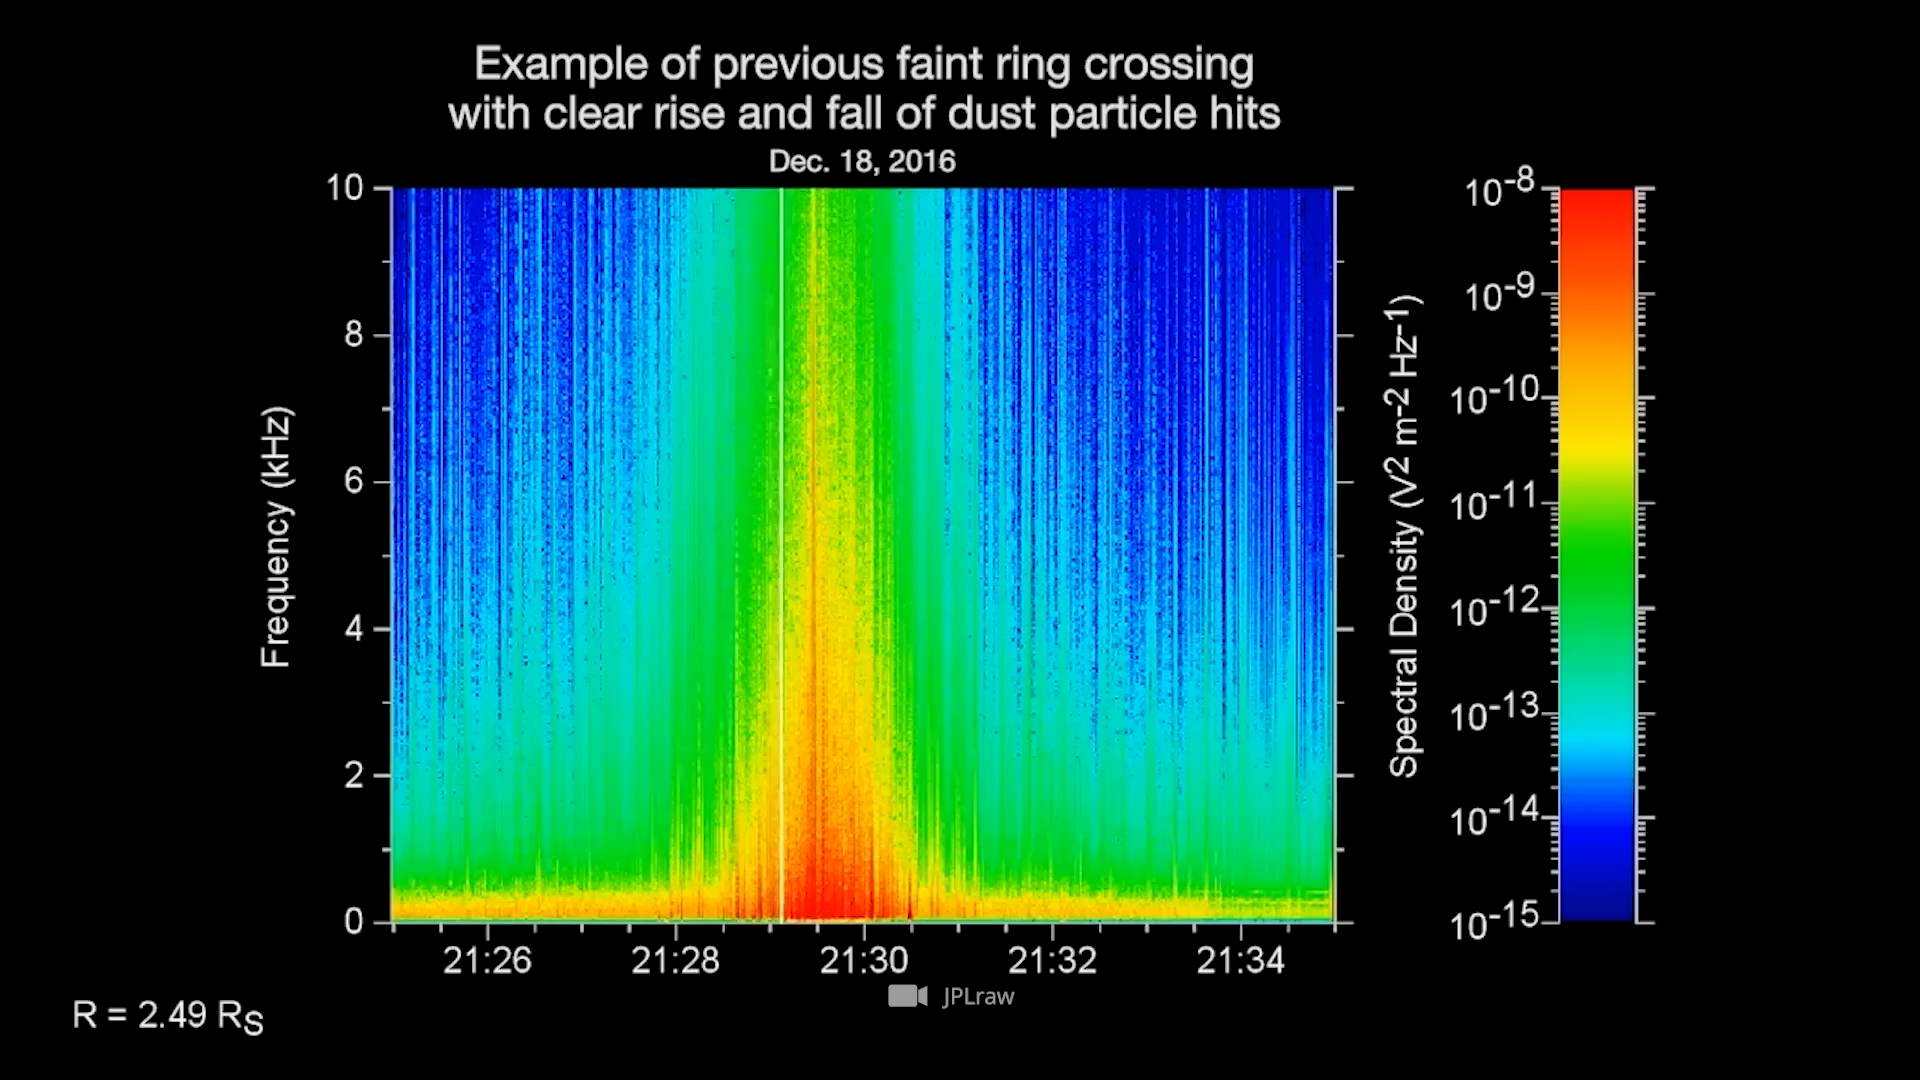 Example of previous faint ring crossing
with clear rise and fall of dust particle hits
Dec. 18, 2016
10
8
6
4
2
0
Frequency (kHz)
21:26 21:28 21:30 21:32 21:34
Spectral Density (V2 m-2 Hz-1)
10-8
10-9
10-10
10-11
10-12
10-13
10-14
10-15
JPLraw
R = 2.49 RS